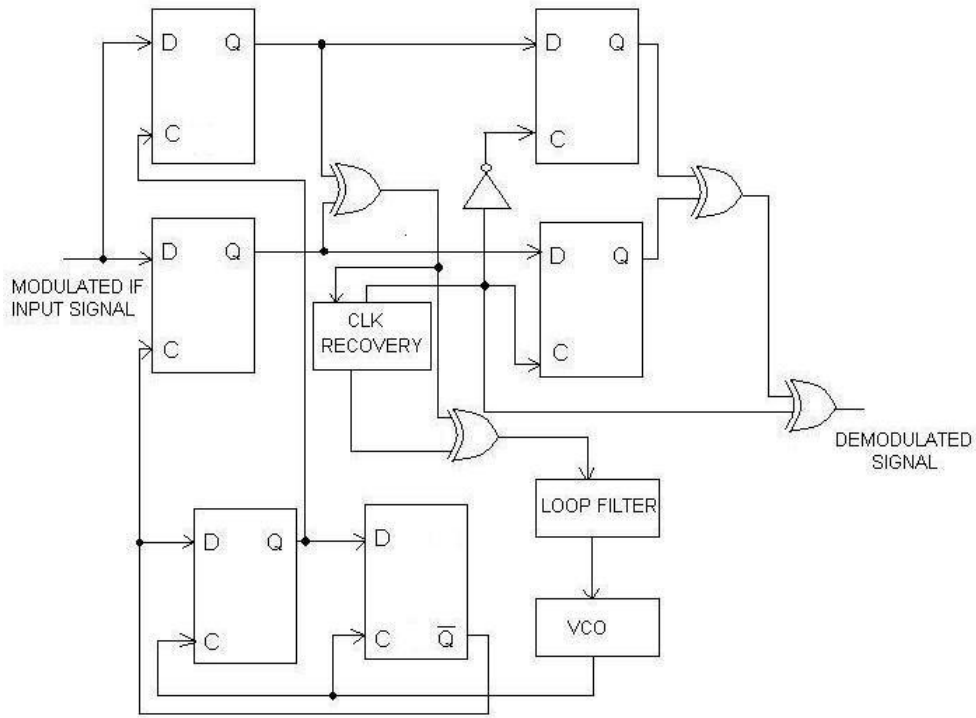 D Q
C
D Q
C
MODULATED IF
INPUT SIGNAL
D Q
C
D Q
C
CLK
RECOVERY
DEMODULATED
SIGNAL
LOOP FILTER
VCO
D Q
C
D
C Q̅